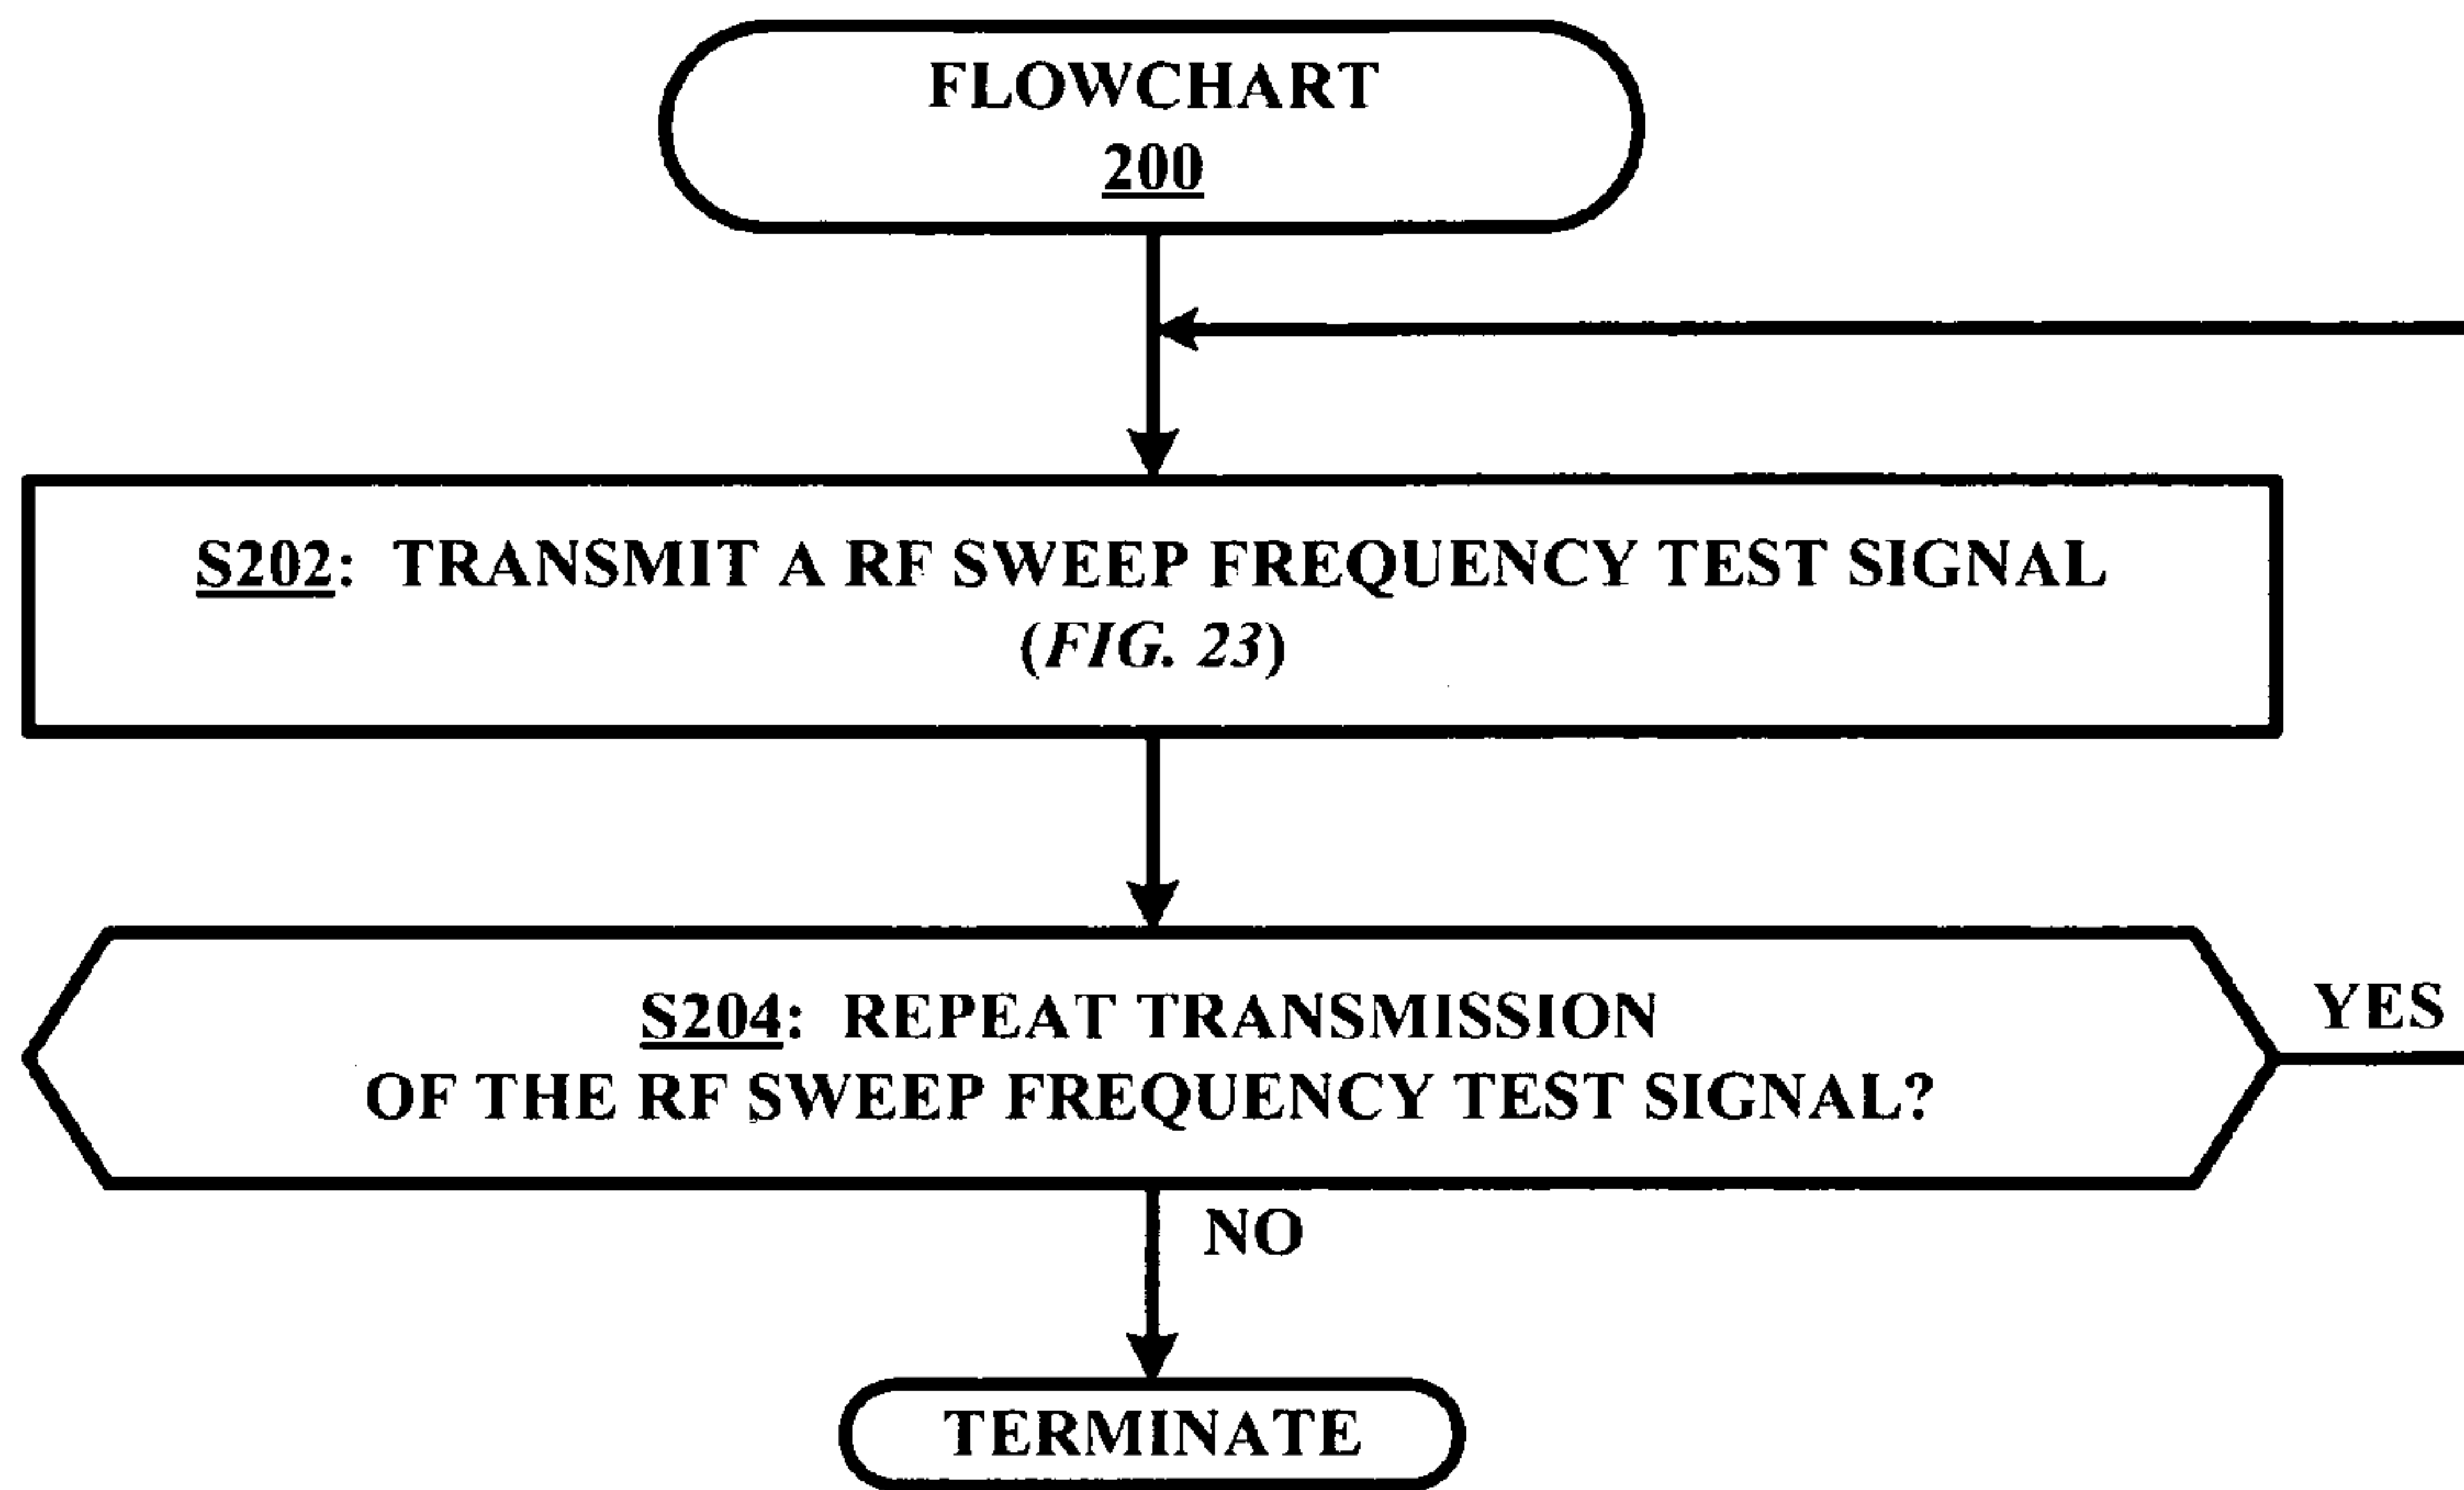 FLOWCHART
200
S202: TRANSMIT A RF SWEEP FREQUENCY TEST SIGNAL
(FIG. 23)
S204: REPEAT TRANSMISSION
OF THE RF SWEEP FREQUENCY TEST SIGNAL?
YES
NO
TERMINATE